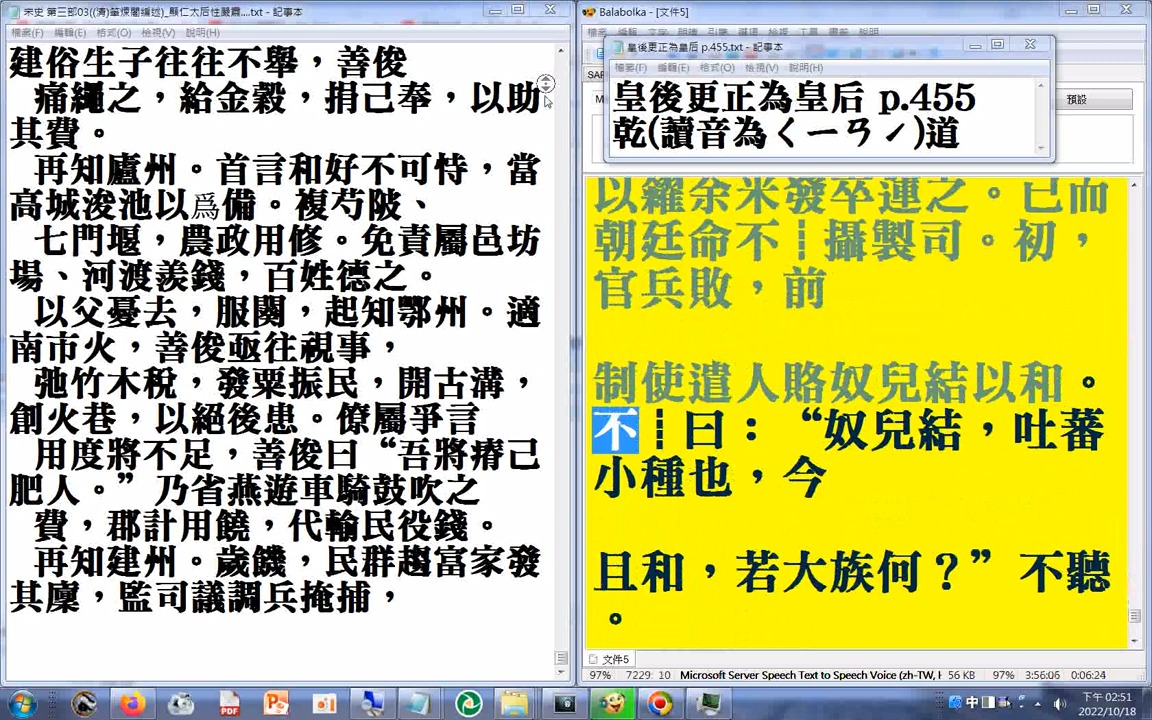 宋史 第三部03((清)畢煐閣編述)_顯仁太后性嚴肅....txt - 記事本
檔案(F) 編輯(E) 格式(O) 檢視(V) 說明(H)
建俗生子往往不舉，善俊
痛繩之，給金穀，捐己奉，以助
其費。
再知廬州。首言和好不可恃，當
高城浚池以爲備。複芍陂、
七門堰，農政用修。免責屬邑坊
場、河渡羨錢，百姓德之。
以父憂去，服闋，起知鄂州。適
南市火，善俊亟往視事，
弛竹木稅，發粟振民，開古溝，
創火巷，以絕後患。僚屬爭言
用度將不足，善俊曰“吾將瘠己
肥人。”乃省燕遊車騎鼓吹之
費，郡計用饒，代輸民役錢。
再知建州。歲饑，民群趨富家發
其廩，監司議調兵掩捕，
Balabolka - [文件5]
皇後更正為皇后 p.455.txt - 記事本
檔案(F) 編輯(E) 格式(O) 檢視(V) 說明(H)
皇後更正為皇后 p.455
乾(讀音為ㄑㄧㄢˊ)道
預設
以糴余米發卒運之。已而
朝廷命不┋攝製司。初，
官兵敗，前
制使遣人賂奴兒結以和。
不┋曰：“奴兒結，吐蕃
小種也，今
且和，若大族何？”不聽
。
文件5
97% 7229: 10 Microsoft Server Speech Text to Speech Voice (zh-TW, H 56 KB 97% 3:56:06 0:06:24
下午 02:51
2022/10/18